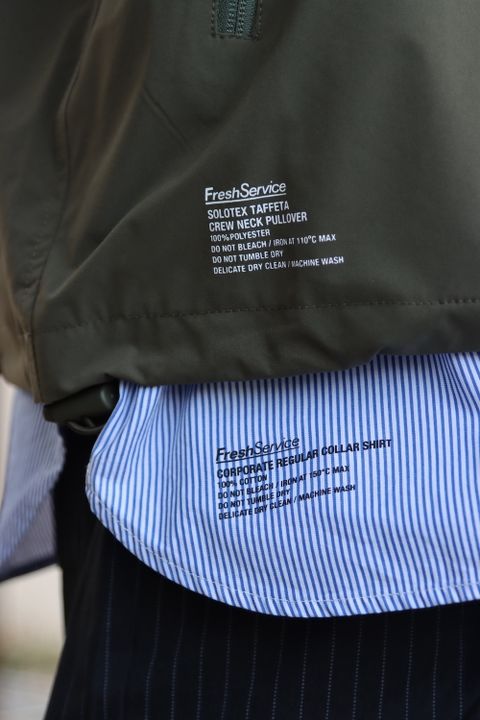 FreshService
SOLOTEX TAFFETA
CREW NECK PULLOVER
100% POLYESTER
DO NOT BLEACH / IRON AT 110°C MAX
DO NOT TUMBLE DRY
DELICATE DRY CLEAN / MACHINE WASH
FreshService
CORPORATE REGULAR COLLAR SHIRT
100% COTTON
DO NOT BLEACH / IRON AT 150°C MAX
DO NOT TUMBLE DRY
DELICATE DRY CLEAN / MACHINE WASH